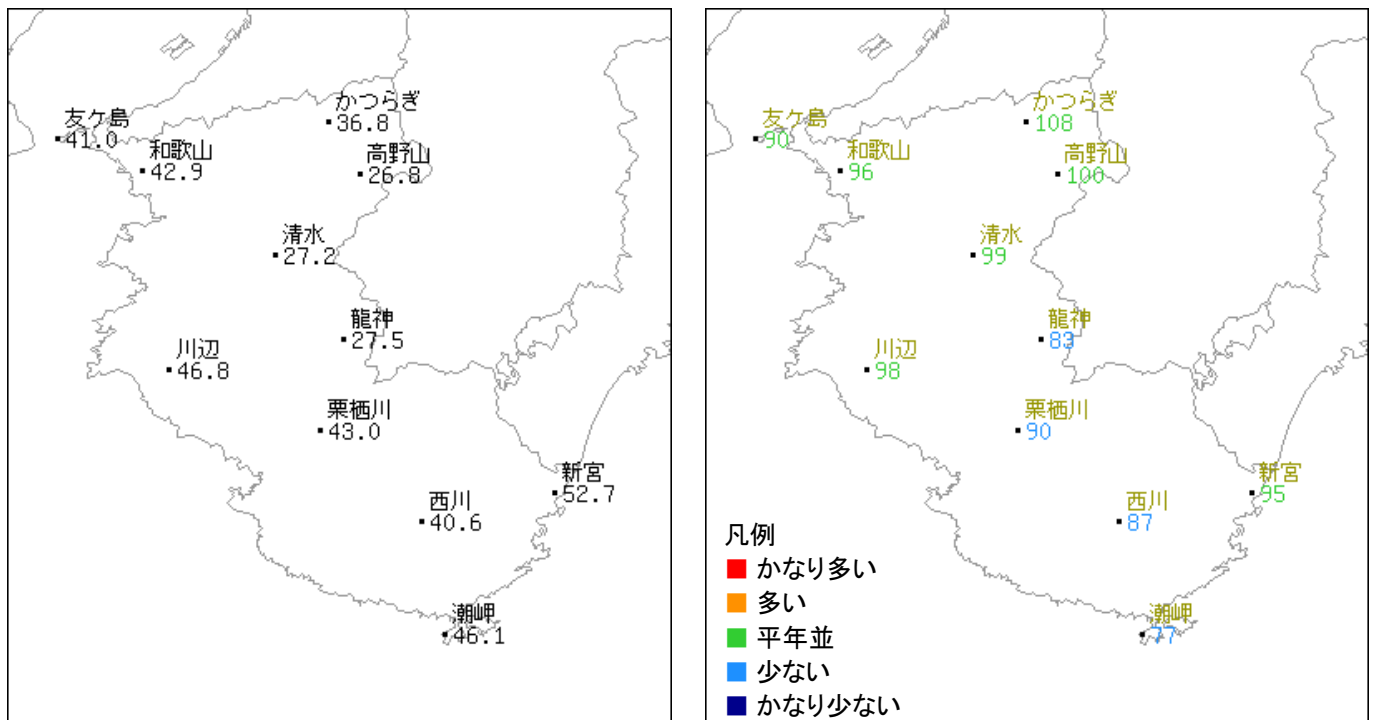 かつらぎ
36.8
友ケ島
41.0
和歌山
42.9
高野山
26.8
清水
27.2
龍神
27.5
川辺
46.8
栗栖川
43.0
新宮
52.7
西川
40.6
潮岬
46.1
かつらぎ
108
友ケ島
90
和歌山
96
高野山
100
清水
99
龍神
83
川辺
98
栗栖川
90
新宮
95
西川
87
潮岬
77
凡例
かなり多い
多い
平年並
少ない
かなり少ない